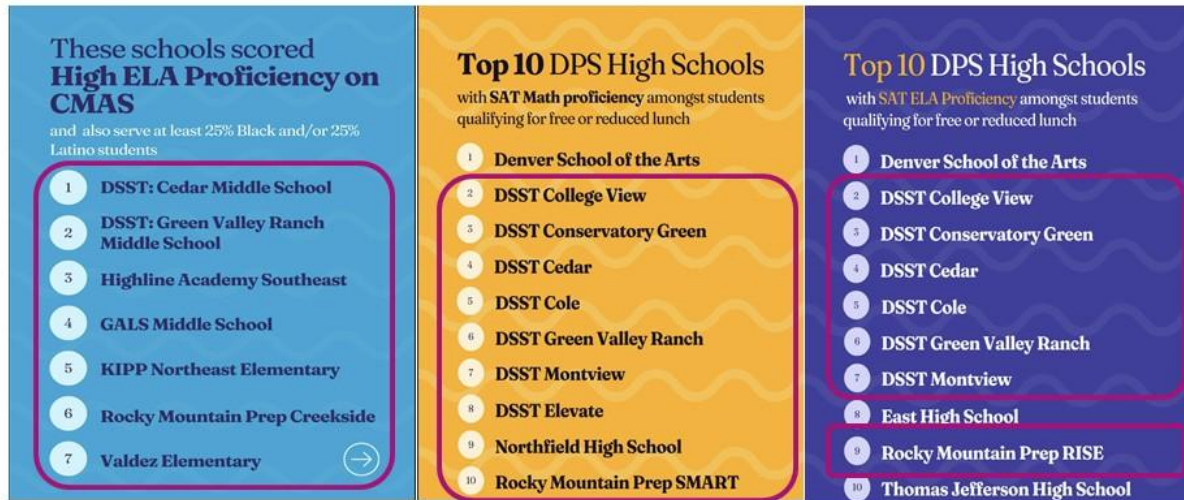 These schools scored
High ELA Proficiency on
CMAS
and also serve at least 25% Black and/or 25%
Latino students
1 DSST: Cedar Middle School
2 DSST: Green Valley Ranch
Middle School
3 Highline Academy Southeast
4 GALS Middle School
5 KIPP Northeast Elementary
6 Rocky Mountain Prep Creekside
7 Valdez Elementary
Top 10 DPS High Schools
with SAT Math proficiency amongst students
qualifying for free or reduced lunch
1 Denver School of the Arts
2 DSST College View
3 DSST Conservatory Green
4 DSST Cedar
5 DSST Cole
6 DSST Green Valley Ranch
7 DSST Montview
8 DSST Elevate
9 Northfield High School
10 Rocky Mountain Prep SMART
Top 10 DPS High Schools
with SAT ELA Proficiency amongst students
qualifying for free or reduced lunch
1 Denver School of the Arts
2 DSST College View
3 DSST Conservatory Green
4 DSST Cedar
5 DSST Cole
6 DSST Green Valley Ranch
7 DSST Montview
8 East High School
9 Rocky Mountain Prep RISE
10 Thomas Jefferson High School